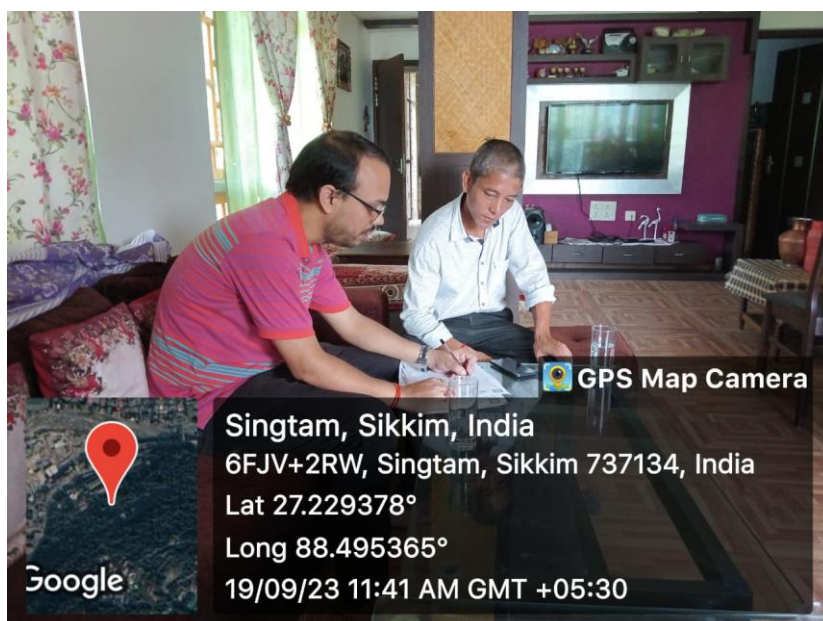 GPS Map Camera
Singtam, Sikkim, India
6FJV+2RW, Singtam, Sikkim 737134, India
Lat 27.229378°
Long 88.495365°
19/09/23 11:41 AM GMT +05:30
Google